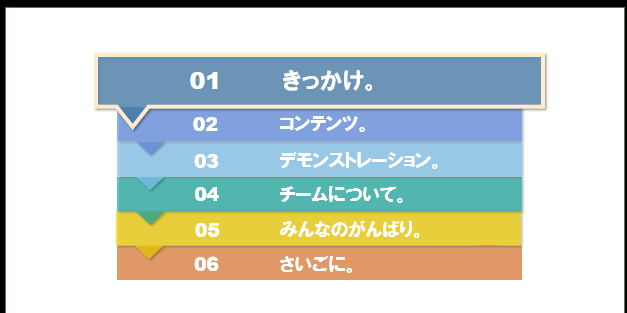 01 きっかけ。
02 コンテンツ。
03 デモンストレーション。
04 チームについて。
05 みんなのがんばり。
06 さいごに。